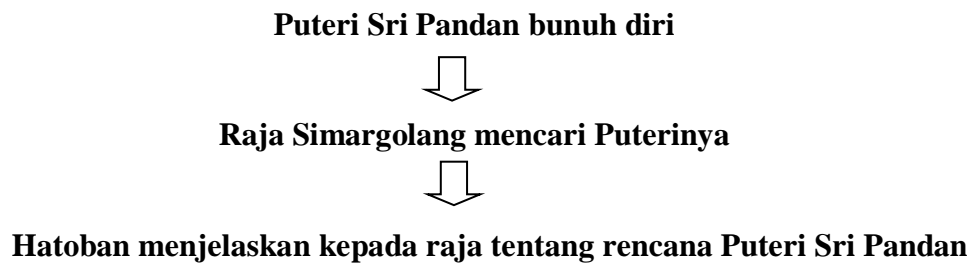 Puteri Sri Pandan bunuh diri
Raja Simargolang mencari Puterinya
Hatoban menjelaskan kepada raja tentang rencana Puteri Sri Pandan